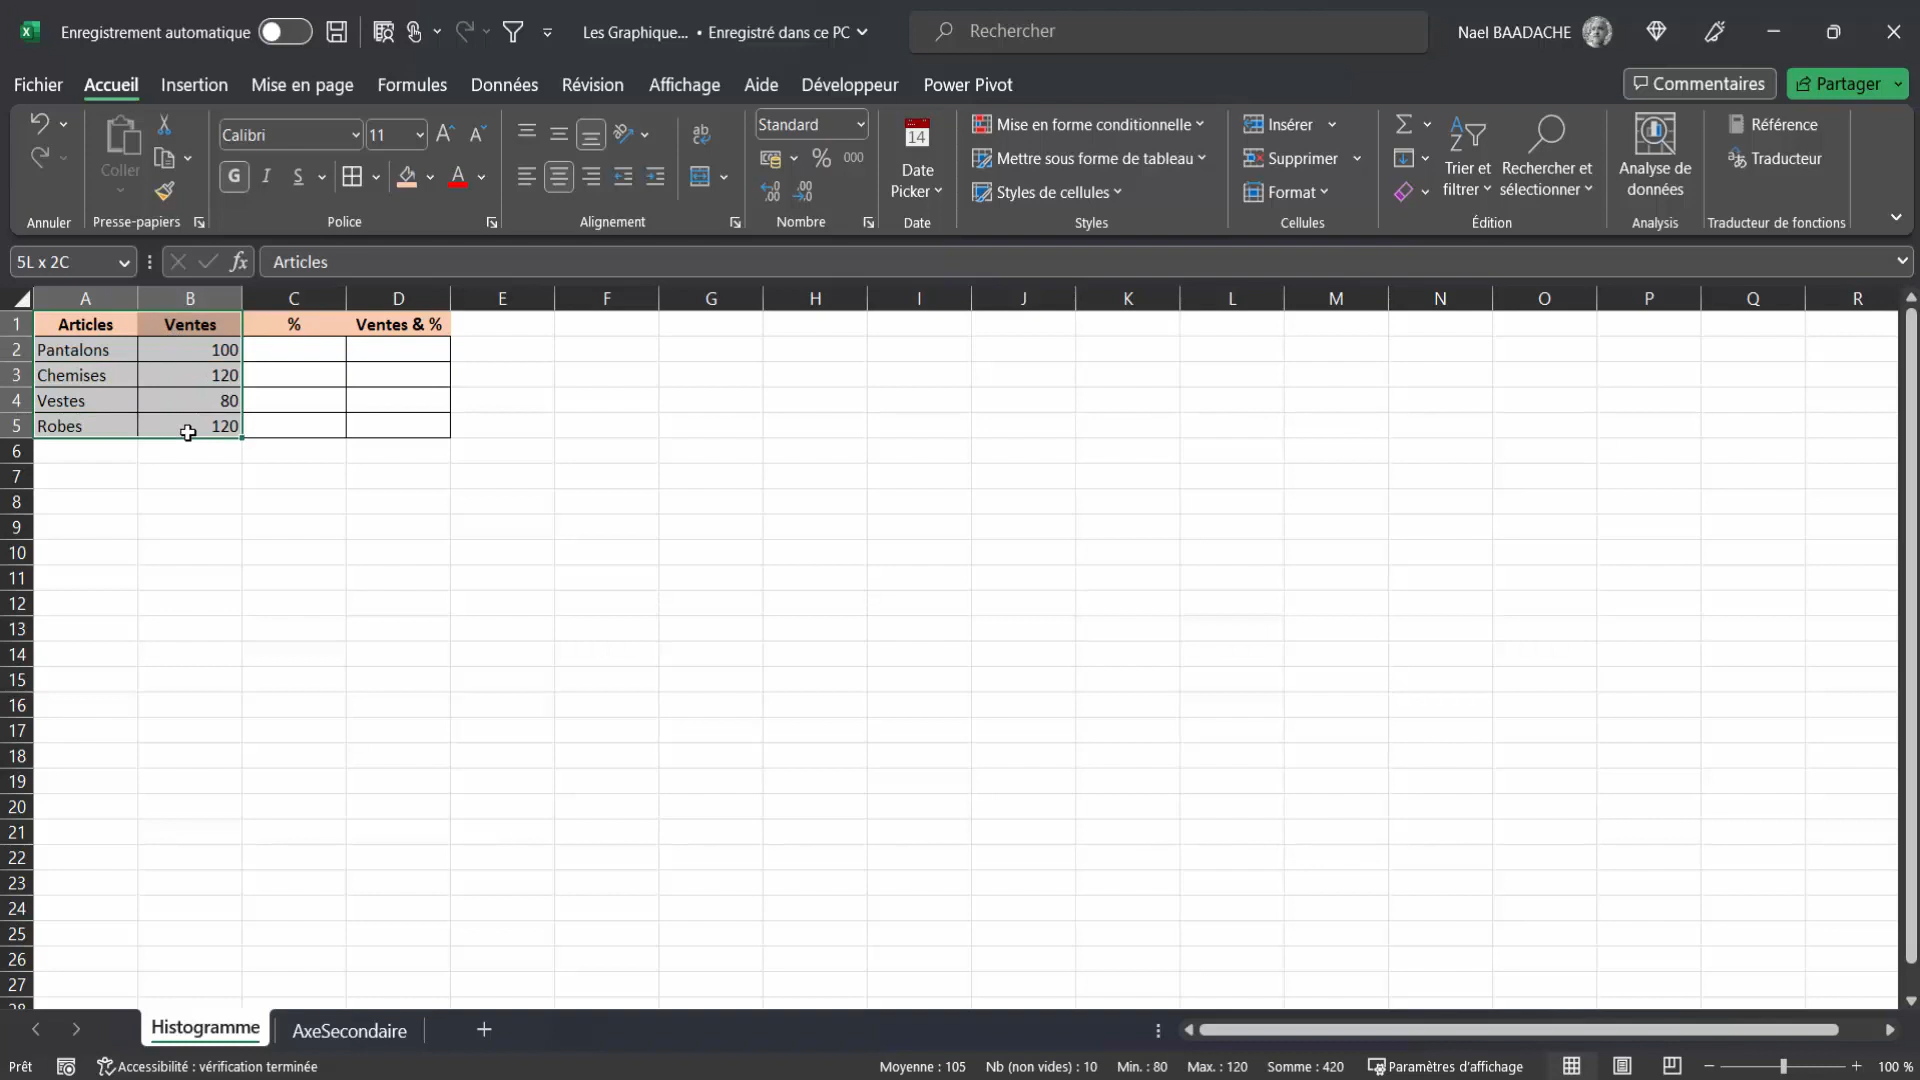 Enregistrement automatique
Les Graphique... • Enregistré dans ce PC
Rechercher
Nael BAADACHE
Fichier
Accueil
Insertion
Mise en page
Formules
Données
Révision
Affichage
Aide
Développeur
Power Pivot
Commentaires
Partager
Annuler
Coller
Presse-papiers
Calibri
11
G I S
Police
ab
Alignement
Standard
% 000
Nombre
14
Date
Picker
Date
Mise en forme conditionnelle
Mettre sous forme de tableau
Styles de cellules
Styles
Insérer
Supprimer
Format
Cellules
Trier et
filtrer
Rechercher et
sélectionner
Édition
Analyse de
données
Analysis
Référence
Traducteur
Traducteur de fonctions
5L x 2C
fx
Articles
A B C D E F G H I J K L M N O P Q R
1 Articles Ventes % Ventes & %
2 Pantalons 100
3 Chemises 120
4 Vestes 80
5 Robes 120
6
7
8
9
10
11
12
13
14
15
16
17
18
19
20
21
22
23
24
25
26
27
Histogramme
AxeSecondaire
Prêt
Accessibilité : vérification terminée
Moyenne : 105
Nb (non vides) : 10
Min. : 80
Max. : 120
Somme : 420
Paramètres d'affichage
100 %